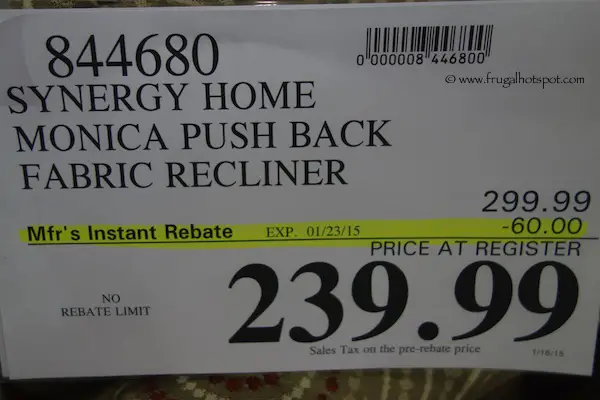 844680
0 000008 446800
© www.frugalhotspot.com
SYNERGY HOME
MONICA PUSH BACK
FABRIC RECLINER
299.99
Mfr's Instant Rebate EXP. 01/23/15 -60.00
PRICE AT REGISTER
239.99
NO
REBATE LIMIT
Sales Tax on the pre-rebate price
1/16/15